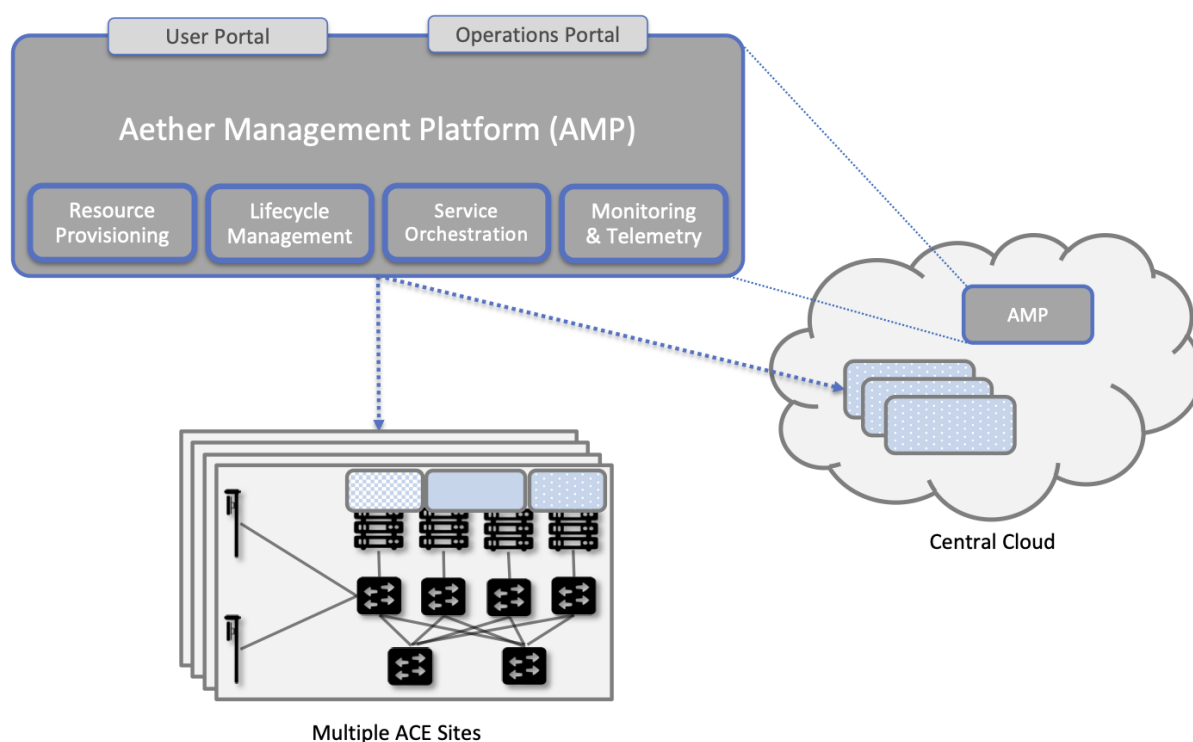 User Portal
Operations Portal
Aether Management Platform (AMP)
Resource
Provisioning
Lifecycle
Management
Service
Orchestration
Monitoring
& Telemetry
AMP
Central Cloud
Multiple ACE Sites